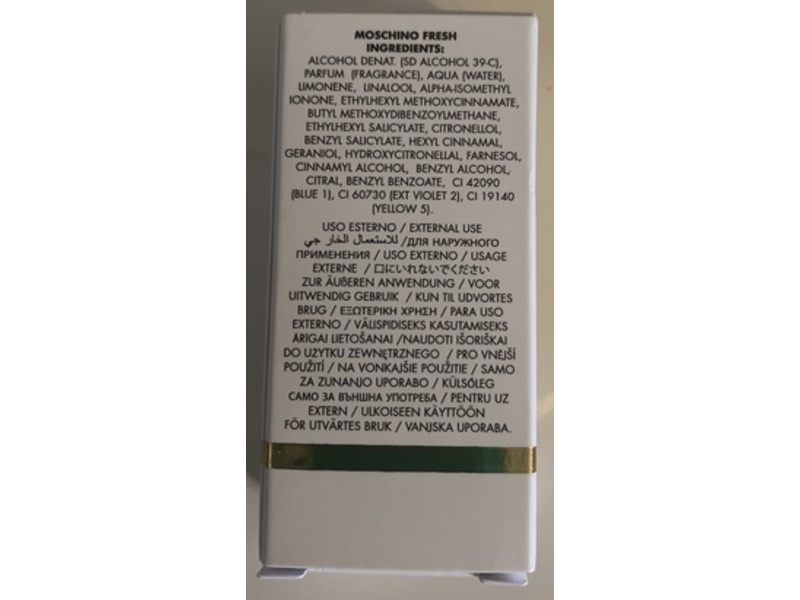 MOSCHINO FRESH
INGREDIENTS:
ALCOHOL DENAT. (SD ALCOHOL 39-C),
PARFUM (FRAGRANCE), AQUA (WATER),
LIMONENE, LINALOOL, ALPHA-ISOMETHYL
IONONE, ETHYLHEXYL METHOXYCINNAMATE,
BUTYL METHOXYDIBENZOYLMETHANE,
ETHYLHEXYL SALICYLATE, CITRONELLOL,
BENZYL SALICYLATE, HEXYL CINNAMAL,
GERANIOL, HYDROXYCITRONELLAL, FARNESOL,
CINNAMYL ALCOHOL, BENZYL ALCOHOL,
CITRAL, BENZYL BENZOATE, CI 42090
(BLUE 1), CI 60730 (EXT VIOLET 2), CI 19140
(YELLOW 5).
USO ESTERNO / EXTERNAL USE
للاستعمال الخار جي /ДЛЯ НАРУЖНОГО
ПРИМЕНЕНИЯ / USO EXTERNO / USAGE
EXTERNE / 口にいれないでください
ZUR ÄUßEREN ANWENDUNG / VOOR
UITWENDIG GEBRUIK / KUN TIL UDVORTES
BRUG / ΕΞΩΤΕΡΙΚΗ ΧΡΗΣΗ / PARA USO
EXTERNO / VÄLISPIDISEKS KASUTAMISEKS
ĀRĪGAI LIETOŠANAI /NAUDOTI IŠORIŠKAI
DO UŻYTKU ZEWNĘTRZNEGO / PRO VNĚJŠÍ
POUŽITÍ / NA VONKAJŠIE POUŽITIE / SAMO
ZA ZUNANJO UPORABO / KÜLSŐLEG
САМО ЗА ВЪНШНА УПОТРЕБА / PENTRU UZ
EXTERN / ULKOISEEN KÄYTTÖÖN
FÖR UTVÄRTES BRUK / VANJSKA UPORABA.